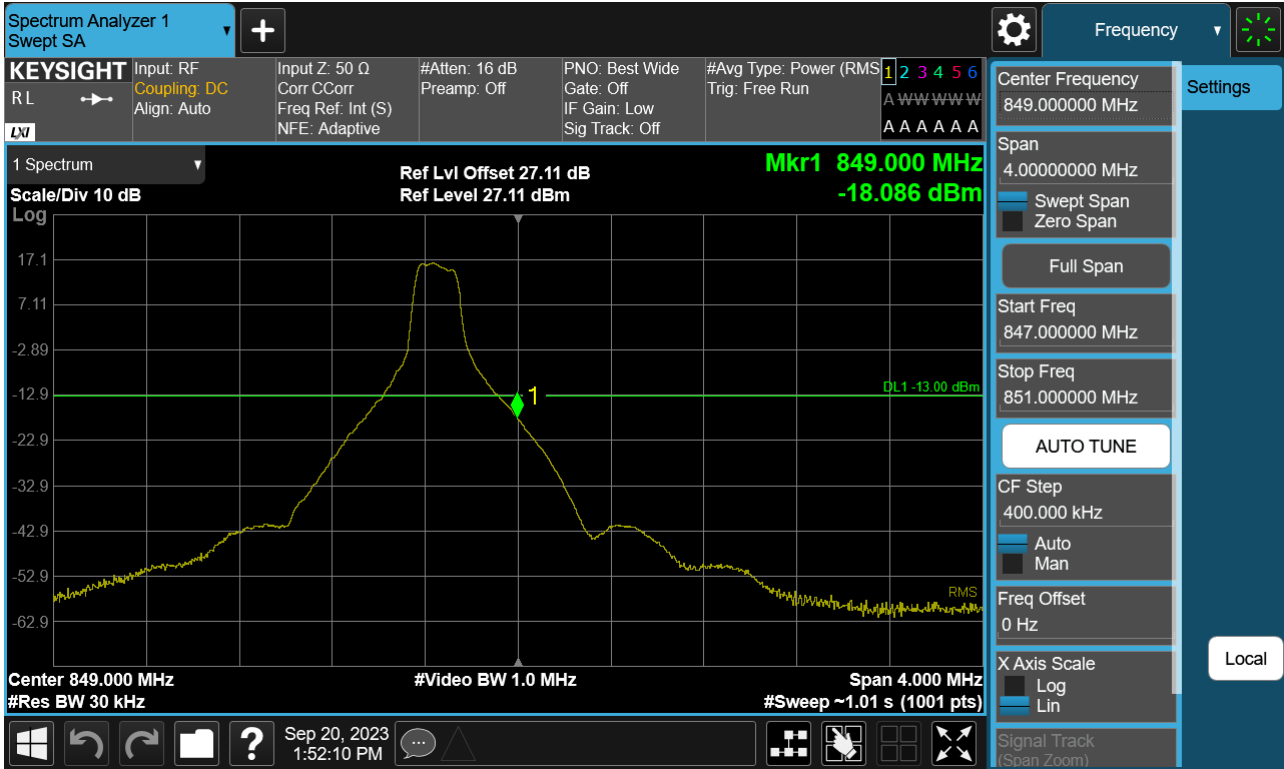 Spectrum Analyzer 1
Swept SA
Frequency
KEYSIGHT
R L
LXI
Input: RF
Coupling: DC
Align: Auto
Input Z: 50 Ω
Corr CCorr
Freq Ref: Int (S)
NFE: Adaptive
#Atten: 16 dB
Preamp: Off
PNO: Best Wide
Gate: Off
IF Gain: Low
Sig Track: Off
#Avg Type: Power (RMS
Trig: Free Run
1 2 3 4 5 6
A W W W W W
A A A A A A
1 Spectrum
Scale/Div 10 dB
Log
Ref Lvl Offset 27.11 dB
Ref Level 27.11 dBm
Mkr1 849.000 MHz
-18.086 dBm
17.1
7.11
-2.89
-12.9
-22.9
-32.9
-42.9
-52.9
-62.9
DL1 -13.00 dBm
1
RMS
Center 849.000 MHz
#Video BW 1.0 MHz
Span 4.000 MHz
#Res BW 30 kHz
#Sweep ~1.01 s (1001 pts)
Sep 20, 2023
1:52:10 PM
Center Frequency
849.000000 MHz
Span
4.00000000 MHz
Swept Span
Zero Span
Full Span
Start Freq
847.000000 MHz
Stop Freq
851.000000 MHz
AUTO TUNE
CF Step
400.000 kHz
Auto
Man
Freq Offset
0 Hz
X Axis Scale
Log
Lin
Signal Track
(Span Zoom)
Settings
Local